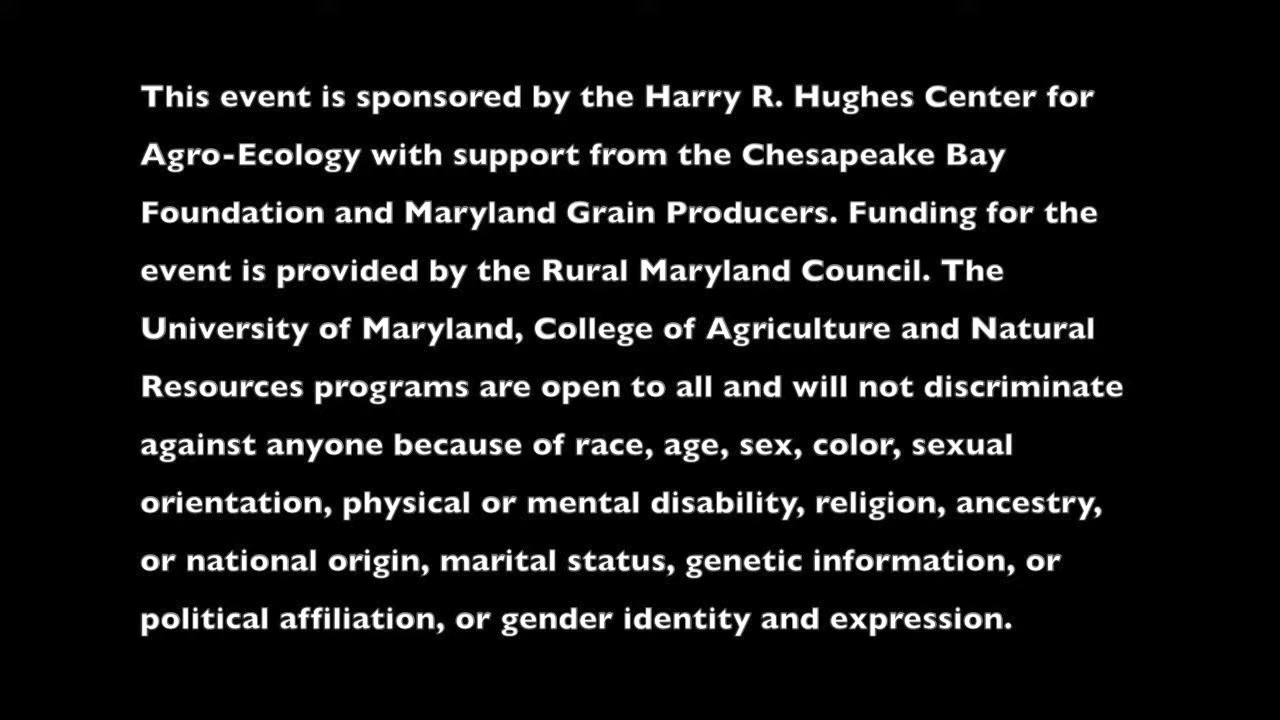 This event is sponsored by the Harry R. Hughes Center for
Agro-Ecology with support from the Chesapeake Bay
Foundation and Maryland Grain Producers. Funding for the
event is provided by the Rural Maryland Council. The
University of Maryland, College of Agriculture and Natural
Resources programs are open to all and will not discriminate
against anyone because of race, age, sex, color, sexual
orientation, physical or mental disability, religion, ancestry,
or national origin, marital status, genetic information, or
political affiliation, or gender identity and expression.